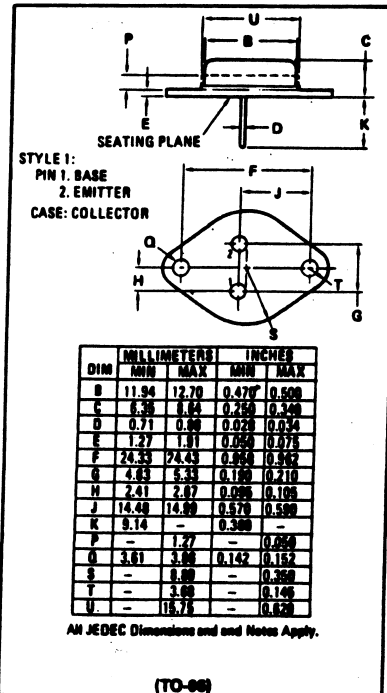 U
P
B
C
E
D
K
SEATING PLANE
STYLE 1:
PIN 1. BASE
2. EMITTER
CASE: COLLECTOR
F
J
Q
2
H
1
T
G
S
MILLIMETERS INCHES
DIM MIN MAX MIN MAX
B 11.94 12.70 0.470 0.500
C 6.35 8.64 0.250 0.340
D 0.71 0.86 0.028 0.034
E 1.27 1.91 0.050 0.075
F 24.33 24.43 0.958 0.962
G 4.83 5.33 0.190 0.210
H 2.41 2.67 0.095 0.105
J 14.48 14.99 0.570 0.590
K 9.14 – 0.360 –
P – 1.27 – 0.050
Q 3.61 3.86 0.142 0.152
S – 8.89 – 0.350
T – 3.68 – 0.145
U – 15.75 – 0.620
All JEDEC Dimensions and and Notes Apply.
(TO-66)